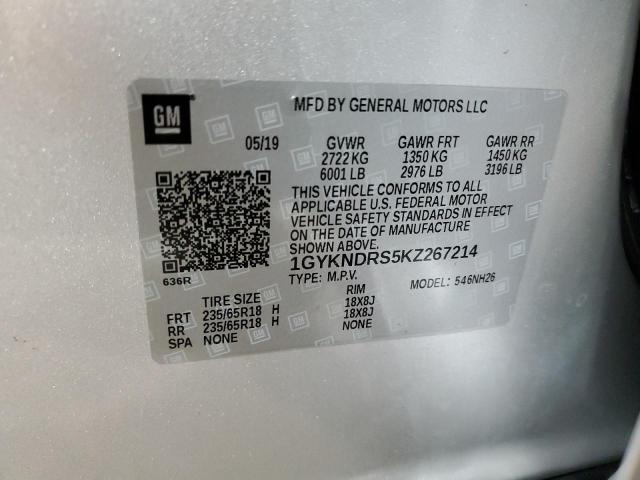 GM
MFD BY GENERAL MOTORS LLC
05/19 GVWR GAWR FRT GAWR RR
2722 KG 1350 KG 1450 KG
6001 LB 2976 LB 3196 LB
THIS VEHICLE CONFORMS TO ALL
APPLICABLE U.S. FEDERAL MOTOR
VEHICLE SAFETY STANDARDS IN EFFECT
ON THE DATE OF MANUFACTURE
SHOWN ABOVE.
1GYKNDRS5KZ267214
636R
TYPE: M.P.V. MODEL: 546NH26
TIRE SIZE RIM
FRT 235/65R18 H 18X8J
RR 235/65R18 H 18X8J
SPA NONE NONE